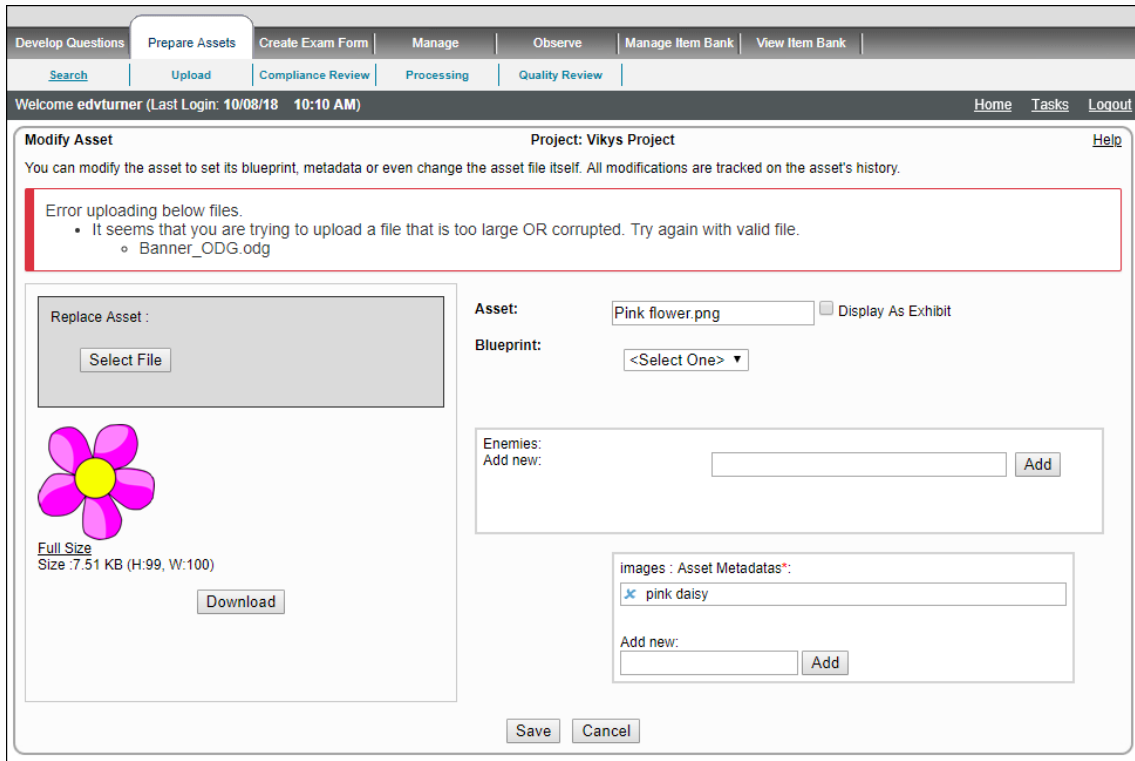 Develop Questions Prepare Assets Create Exam Form Manage Observe Manage Item Bank View Item Bank
Search Upload Compliance Review Processing Quality Review
Welcome edvturner (Last Login: 10/08/18 10:10 AM) Home Tasks Logout
Modify Asset Project: Vikys Project Help
You can modify the asset to set its blueprint, metadata or even change the asset file itself. All modifications are tracked on the asset's history.
Error uploading below files.
• It seems that you are trying to upload a file that is too large OR corrupted. Try again with valid file.
○ Banner_ODG.odg
Replace Asset :
Select File
Full Size
Size :7.51 KB (H:99, W:100)
Download
Asset: Pink flower.png Display As Exhibit
Blueprint: <Select One> ▼
Enemies:
Add new: Add
images : Asset Metadatas*:
✗ pink daisy
Add new:
Add
Save Cancel